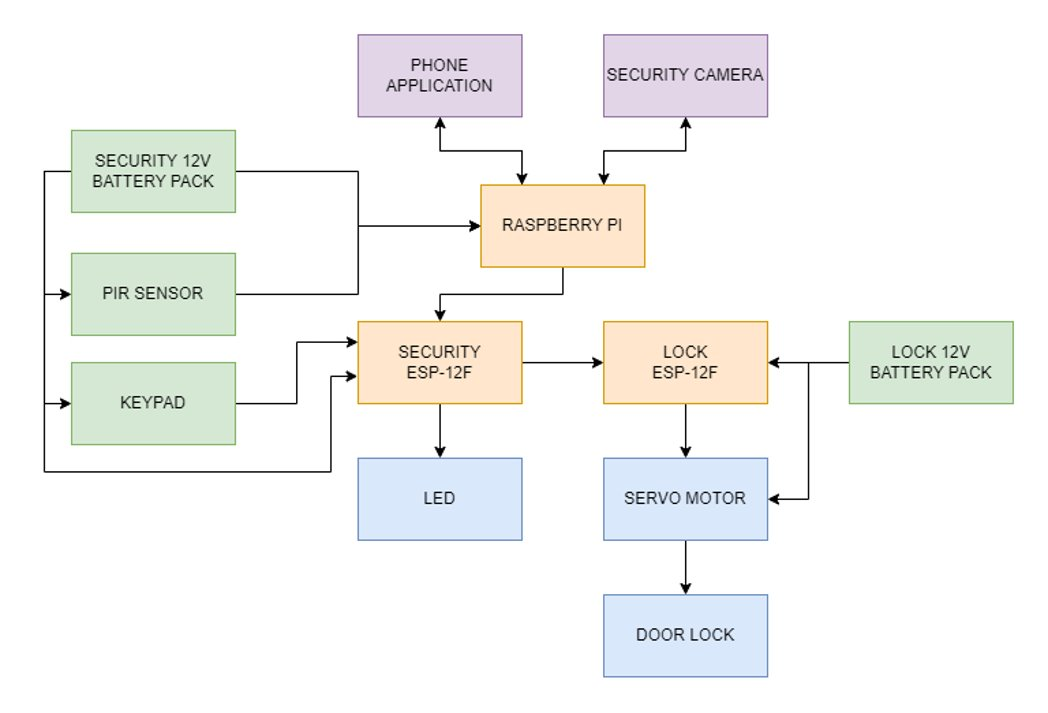 PHONE
APPLICATION
SECURITY CAMERA
SECURITY 12V
BATTERY PACK
RASPBERRY PI
PIR SENSOR
SECURITY
ESP-12F
LOCK
ESP-12F
LOCK 12V
BATTERY PACK
KEYPAD
LED
SERVO MOTOR
DOOR LOCK